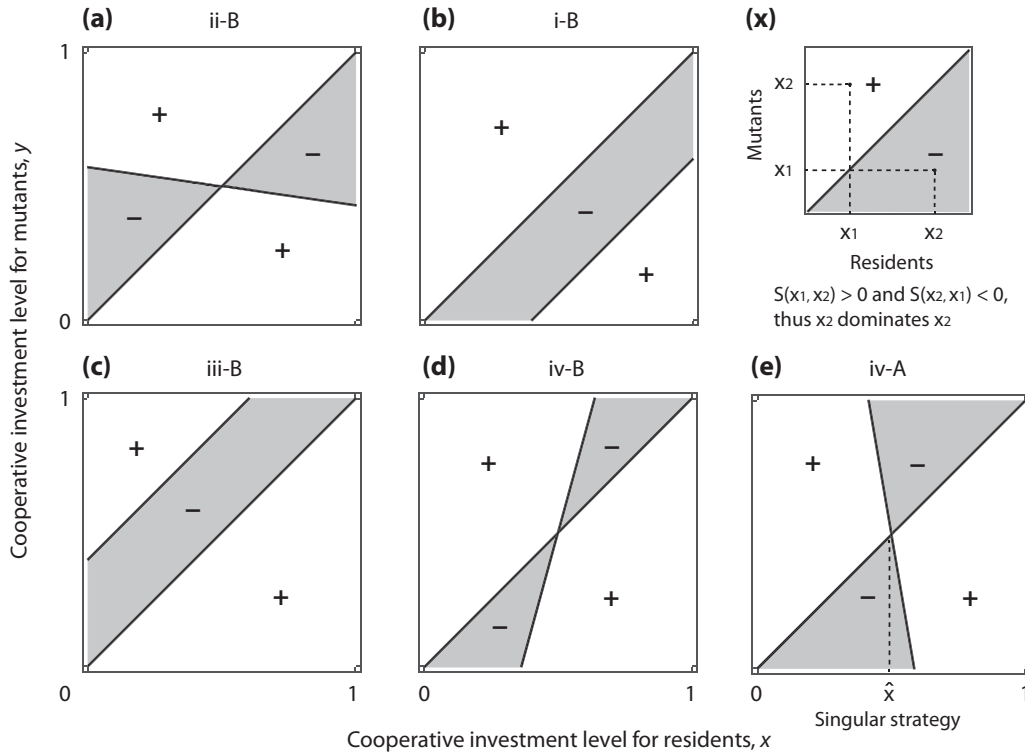 (a)
ii-B
(b)
i-B
(x)
1
+
−
−
+
0
+
−
+
X2
X1
+
−
Mutants
X1
X2
Residents
S(x1, x2) > 0 and S(x2, x1) < 0,
thus x2 dominates x2
Cooperative investment level for mutants, y
(c)
iii-B
(d)
iv-B
(e)
iv-A
1
+
−
+
0
1
+
−
−
+
0
1
+
−
−
+
0
x̂
1
Singular strategy
Cooperative investment level for residents, x